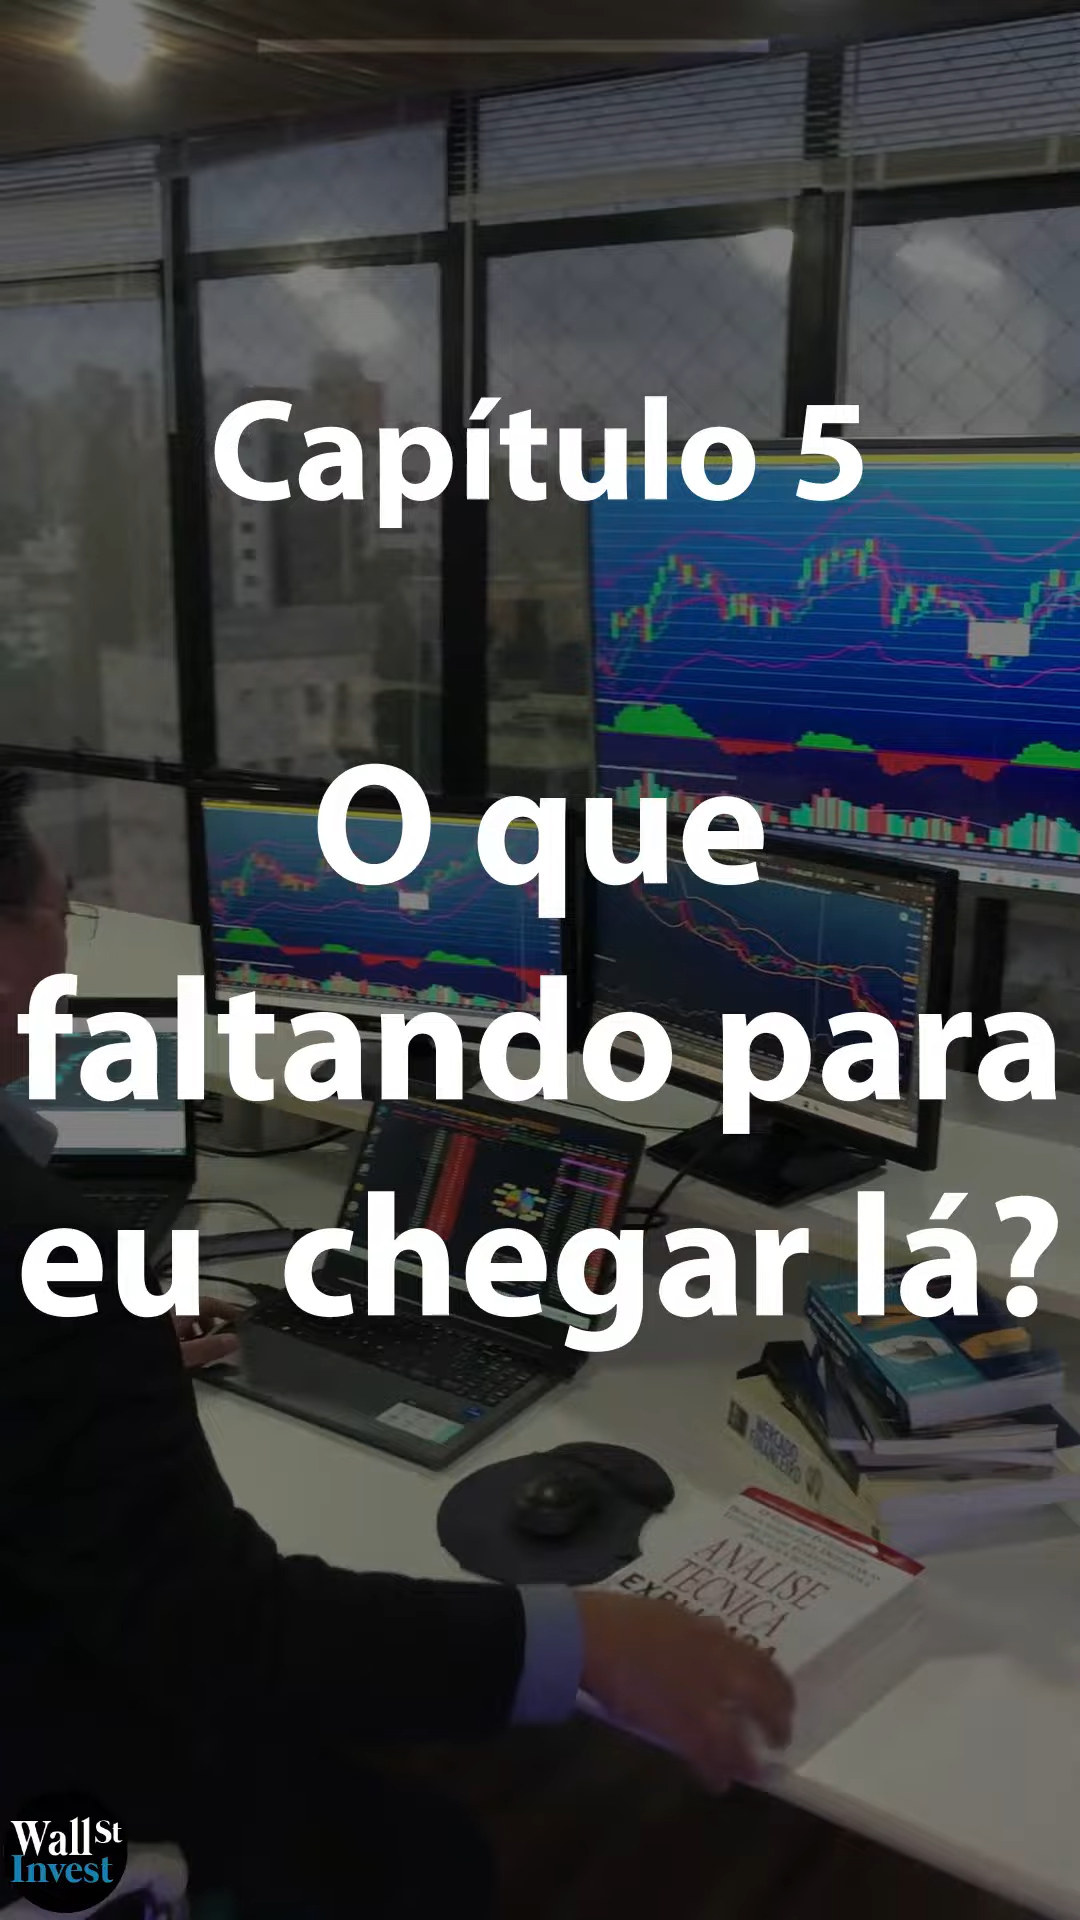 Capítulo 5
O que
faltando para
eu chegar lá?
MERCADO
FINANCEIRO
ANALISE
TECNICA
Wall St
Invest